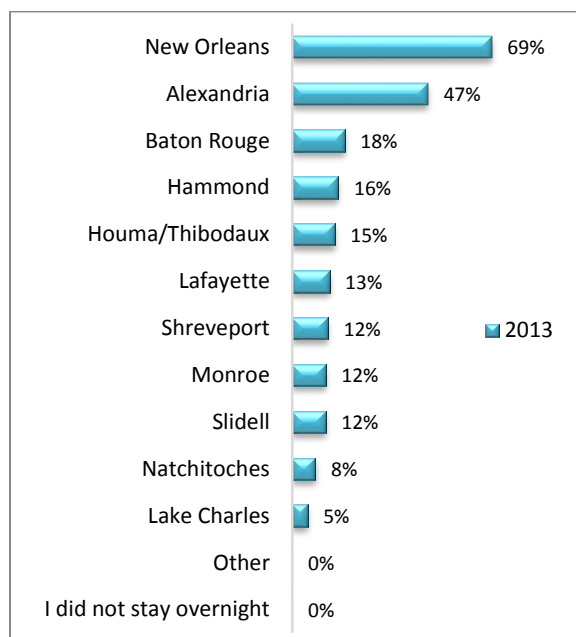 New Orleans 69%
Alexandria 47%
Baton Rouge 18%
Hammond 16%
Houma/Thibodaux 15%
Lafayette 13%
Shreveport 12%
2013
Monroe 12%
Slidell 12%
Natchitoches 8%
Lake Charles 5%
Other 0%
I did not stay overnight 0%